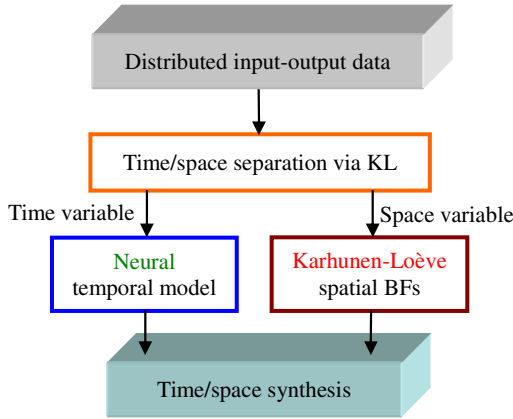 Distributed input-output data
Time/space separation via KL
Time variable
Space variable
Neural
temporal model
Karhunen-Loève
spatial BFs
Time/space synthesis